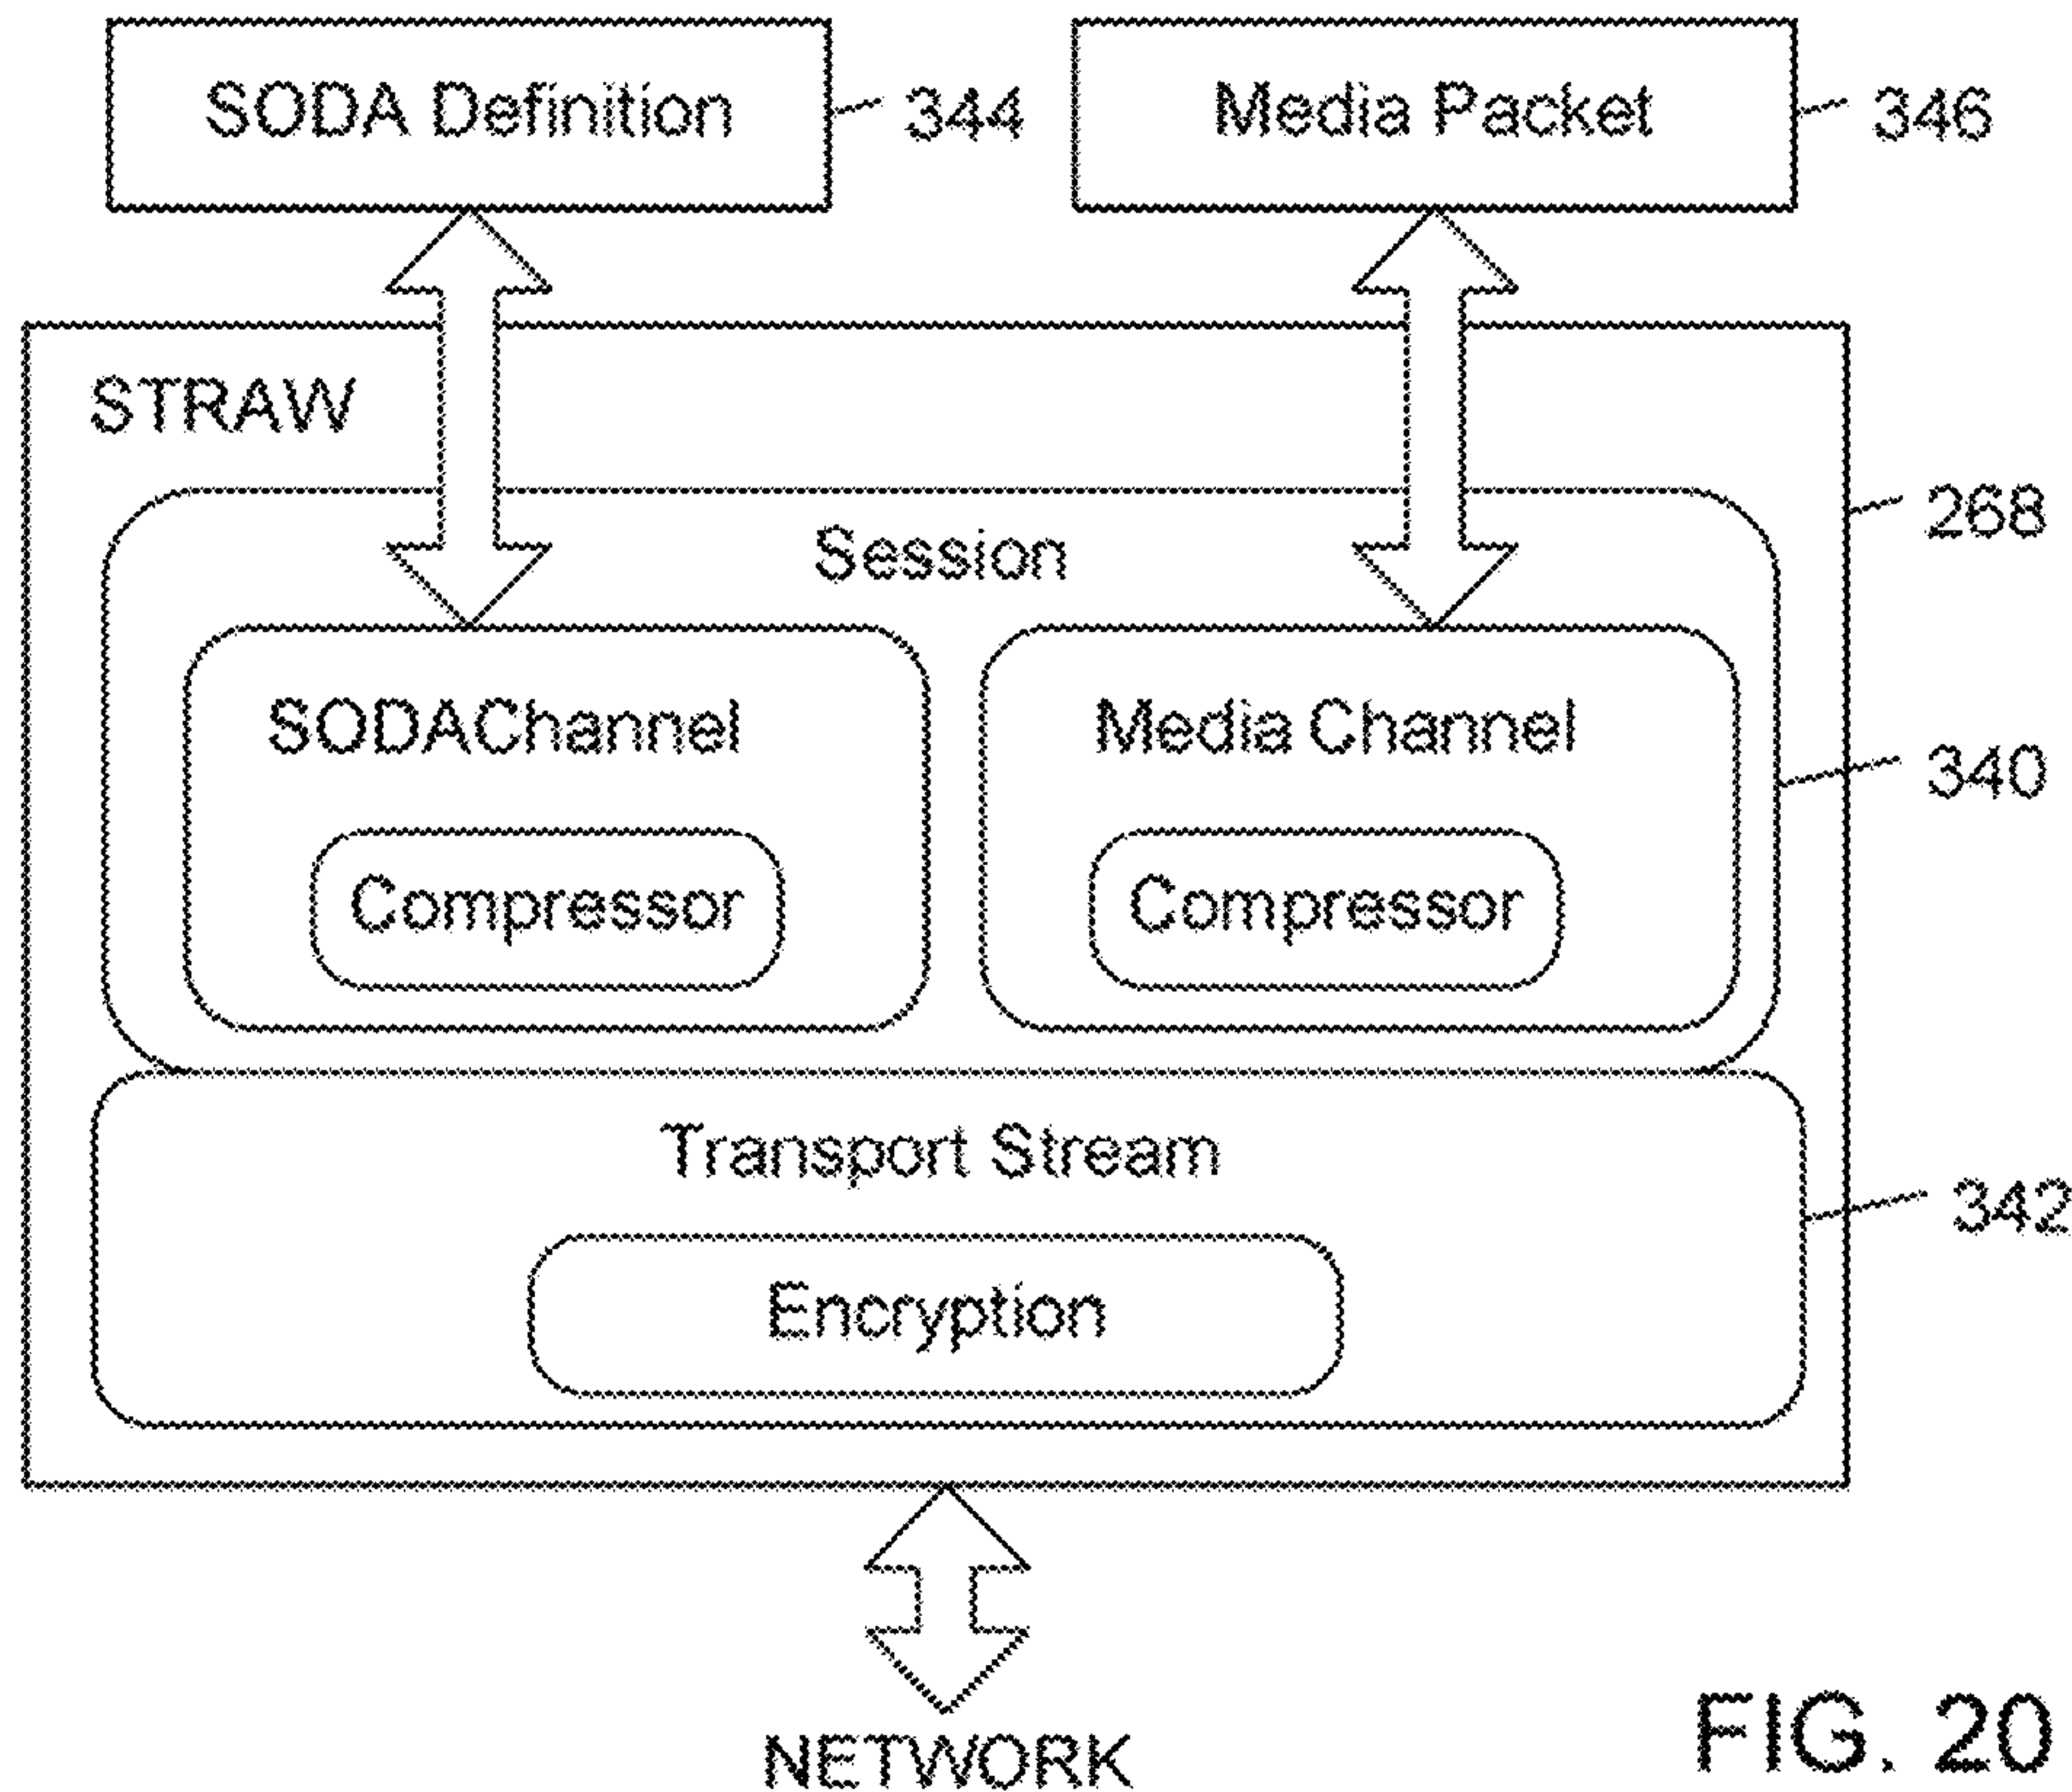 SODA Definition
344
Media Packet
346
STRAW
268
Session
SODAChannel
Media Channel
340
Compressor
Compressor
Transport Stream
342
Encryption
NETWORK
FIG. 20